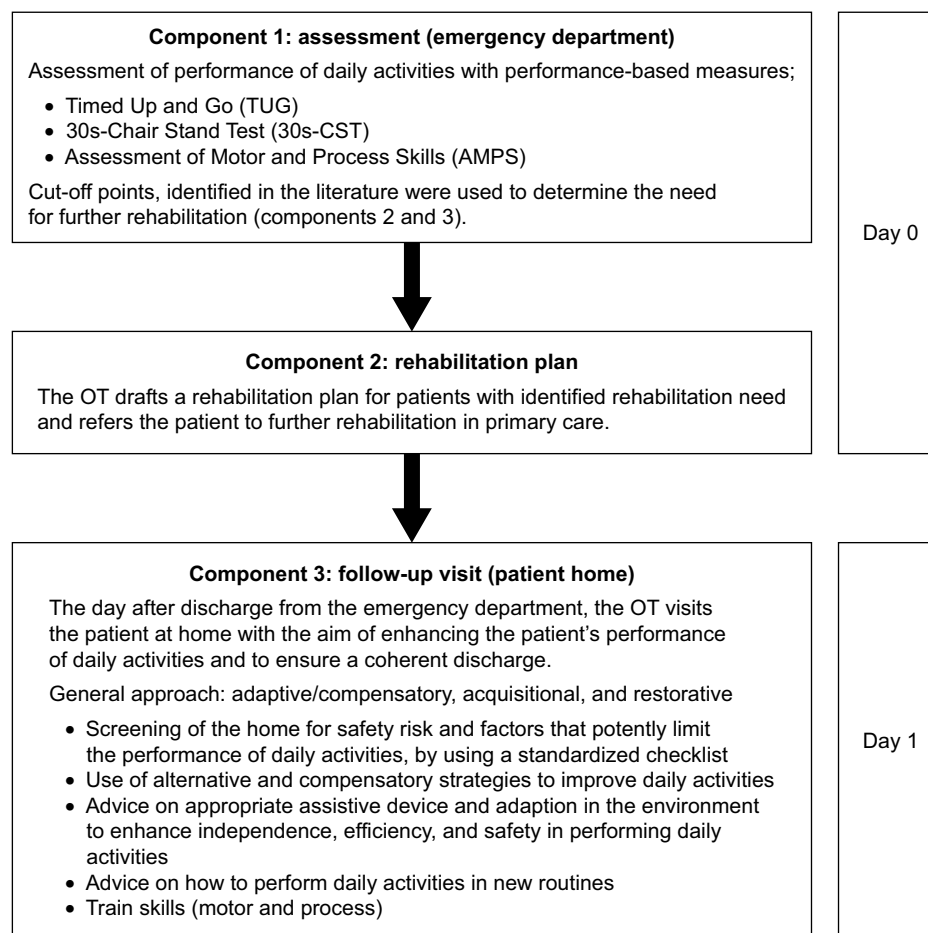 Component 1: assessment (emergency department)
Assessment of performance of daily activities with performance-based measures;
• Timed Up and Go (TUG)
• 30s-Chair Stand Test (30s-CST)
• Assessment of Motor and Process Skills (AMPS)
Cut-off points, identified in the literature were used to determine the need
for further rehabilitation (components 2 and 3).
Day 0
Component 2: rehabilitation plan
The OT drafts a rehabilitation plan for patients with identified rehabilitation need
and refers the patient to further rehabilitation in primary care.
Component 3: follow-up visit (patient home)
The day after discharge from the emergency department, the OT visits
the patient at home with the aim of enhancing the patient's performance
of daily activities and to ensure a coherent discharge.
General approach: adaptive/compensatory, acquisitional, and restorative
• Screening of the home for safety risk and factors that potently limit
the performance of daily activities, by using a standardized checklist
• Use of alternative and compensatory strategies to improve daily activities
• Advice on appropriate assistive device and adaption in the environment
to enhance independence, efficiency, and safety in performing daily
activities
• Advice on how to perform daily activities in new routines
• Train skills (motor and process)
Day 1